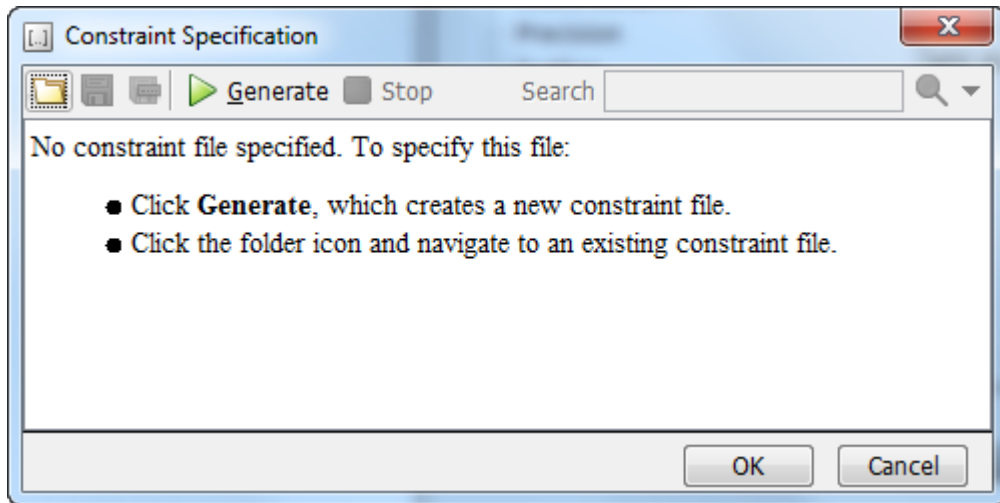 Constraint Specification
Generate Stop Search
No constraint file specified. To specify this file:
Click Generate, which creates a new constraint file.
Click the folder icon and navigate to an existing constraint file.
OK Cancel